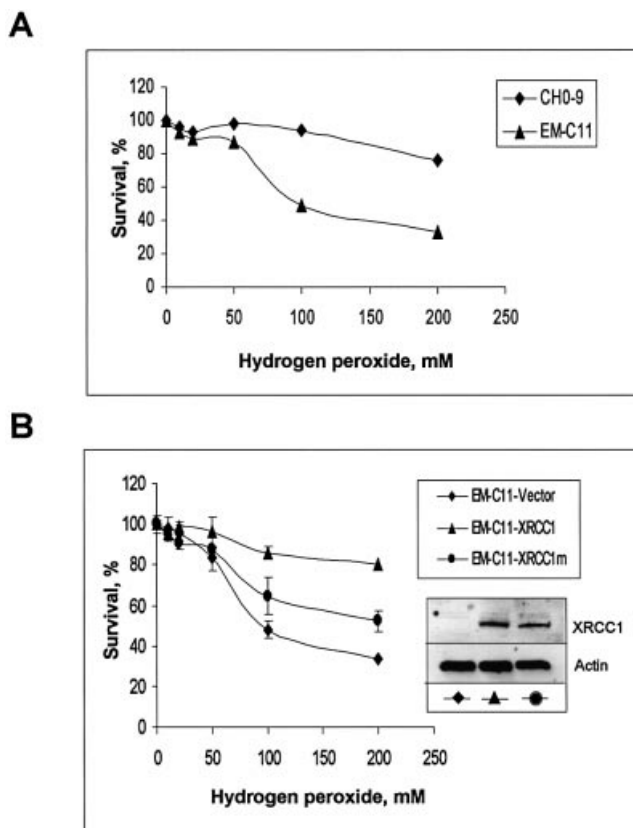 A
120
100
80
60
40
20
0
Survival, %
0 50 100 150 200 250
Hydrogen peroxide, mM
CH0-9
EM-C11
B
120
100
80
60
40
20
0
Survival, %
0 50 100 150 200 250
Hydrogen peroxide, mM
EM-C11-Vector
EM-C11-XRCC1
EM-C11-XRCC1m
XRCC1
Actin